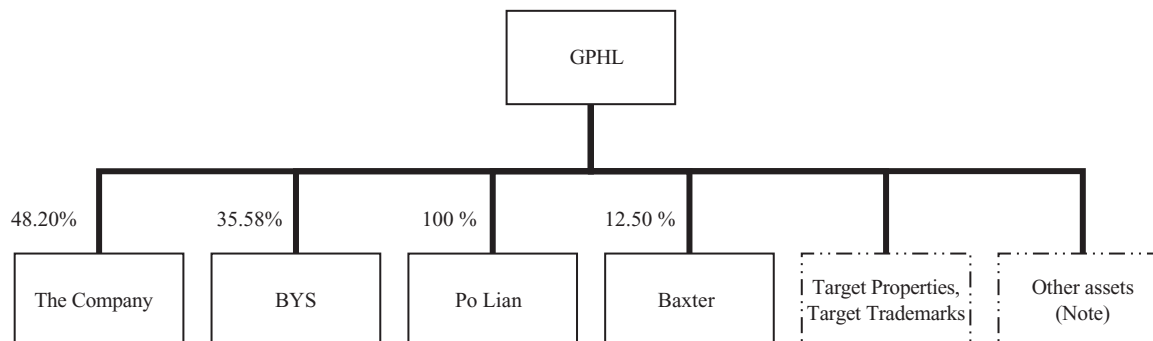 GPHL
48.20%
35.58%
100 %
12.50 %
The Company
BYS
Po Lian
Baxter
Target Properties,
Target Trademarks
Other assets
(Note)